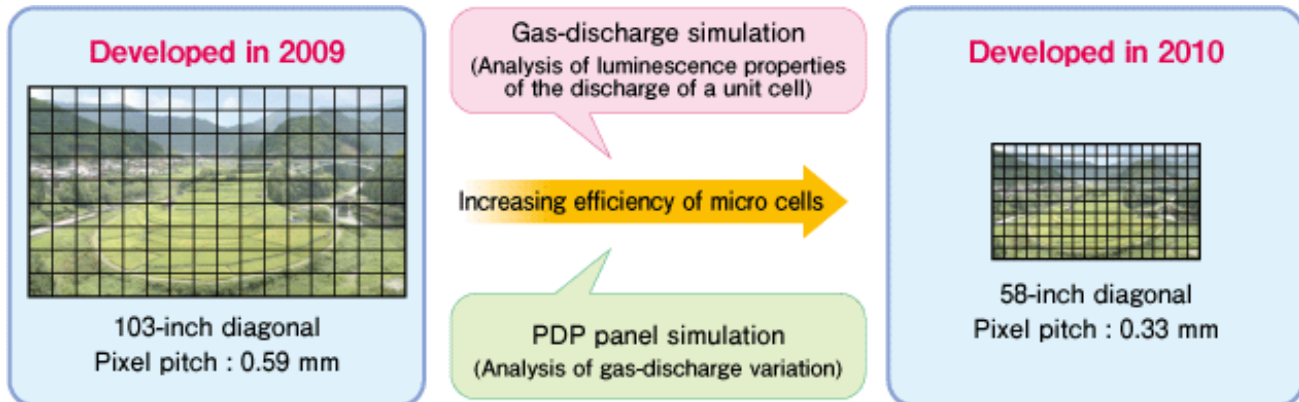 Developed in 2009
103-inch diagonal
Pixel pitch : 0.59 mm
Gas-discharge simulation
(Analysis of luminescence properties
of the discharge of a unit cell)
Increasing efficiency of micro cells
PDP panel simulation
(Analysis of gas-discharge variation)
Developed in 2010
58-inch diagonal
Pixel pitch : 0.33 mm